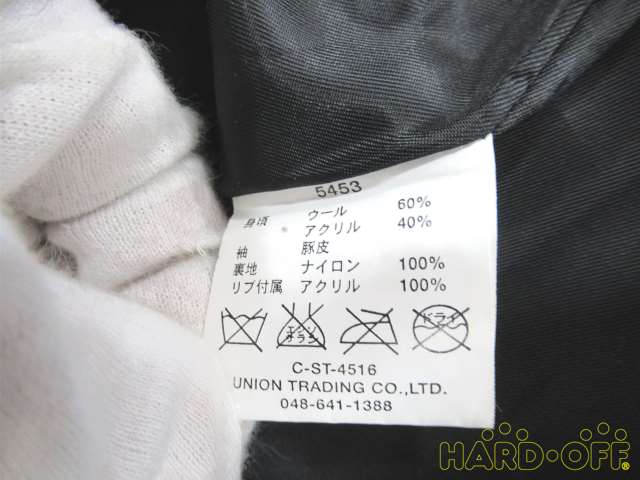 5453
身頃 ウール 60%
アクリル 40%
袖 豚皮
裏地 ナイロン 100%
リブ付属 アクリル 100%
エンソ
サラシ
ドライ
C-ST-4516
UNION TRADING CO.,LTD.
048-641-1388
HARD・OFF